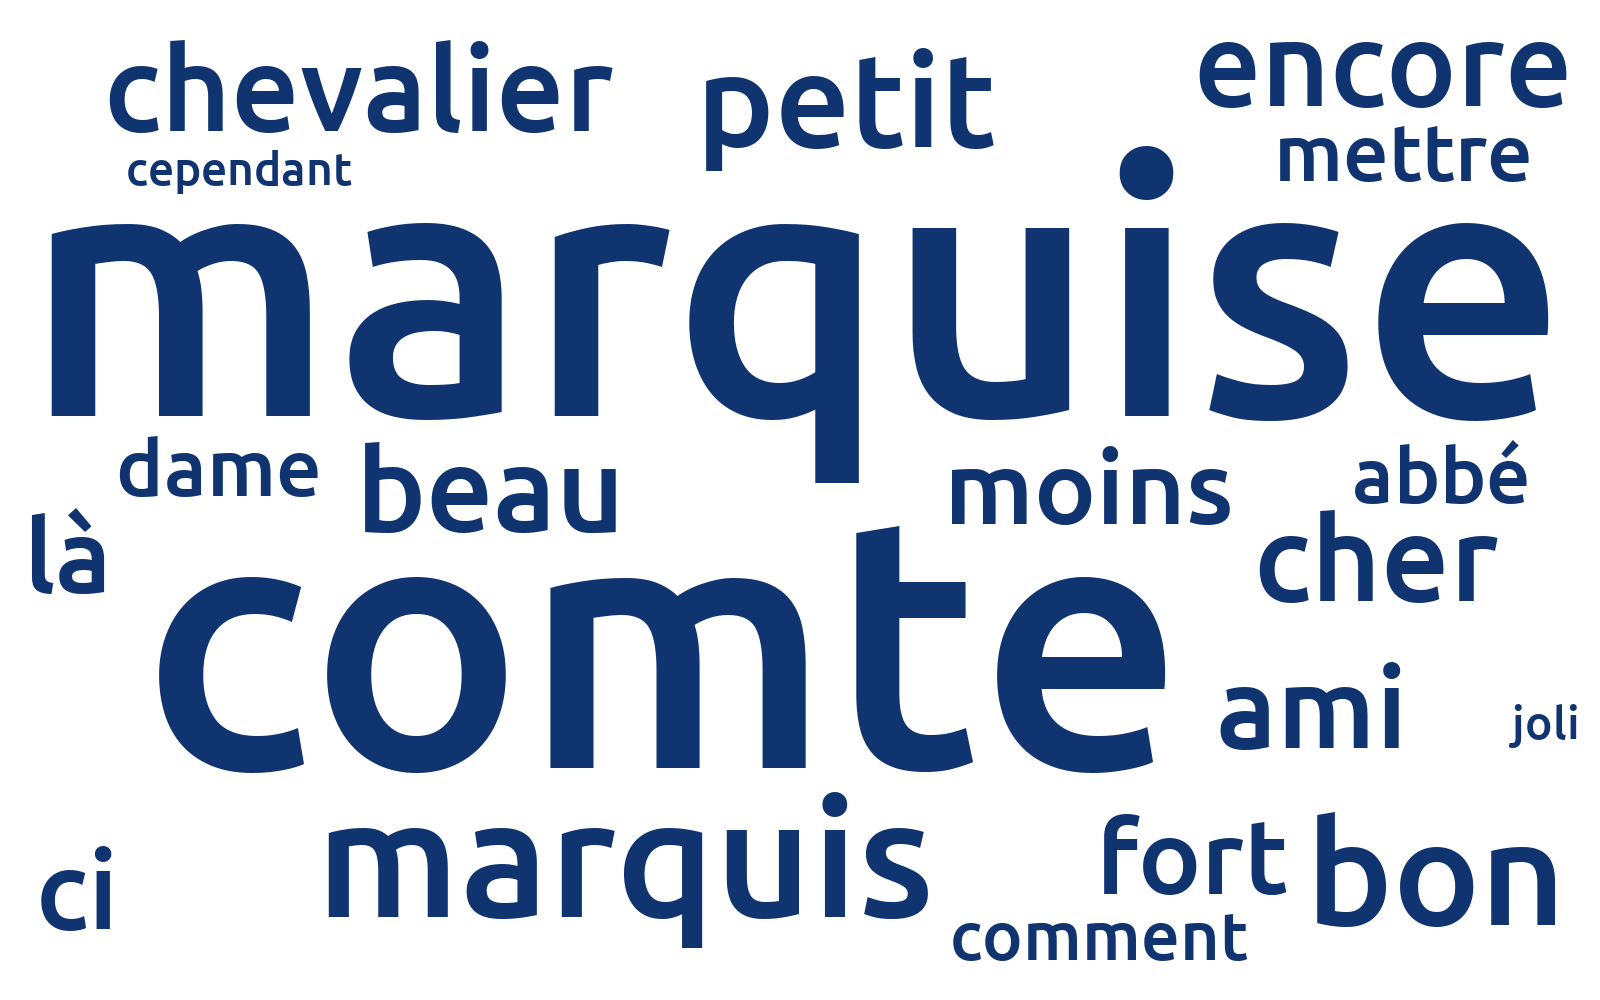 chevalier petit encore
cependant mettre
marquise
dame beau moins abbé
là cher
comte
ami joli
marquis fort bon
ci comment